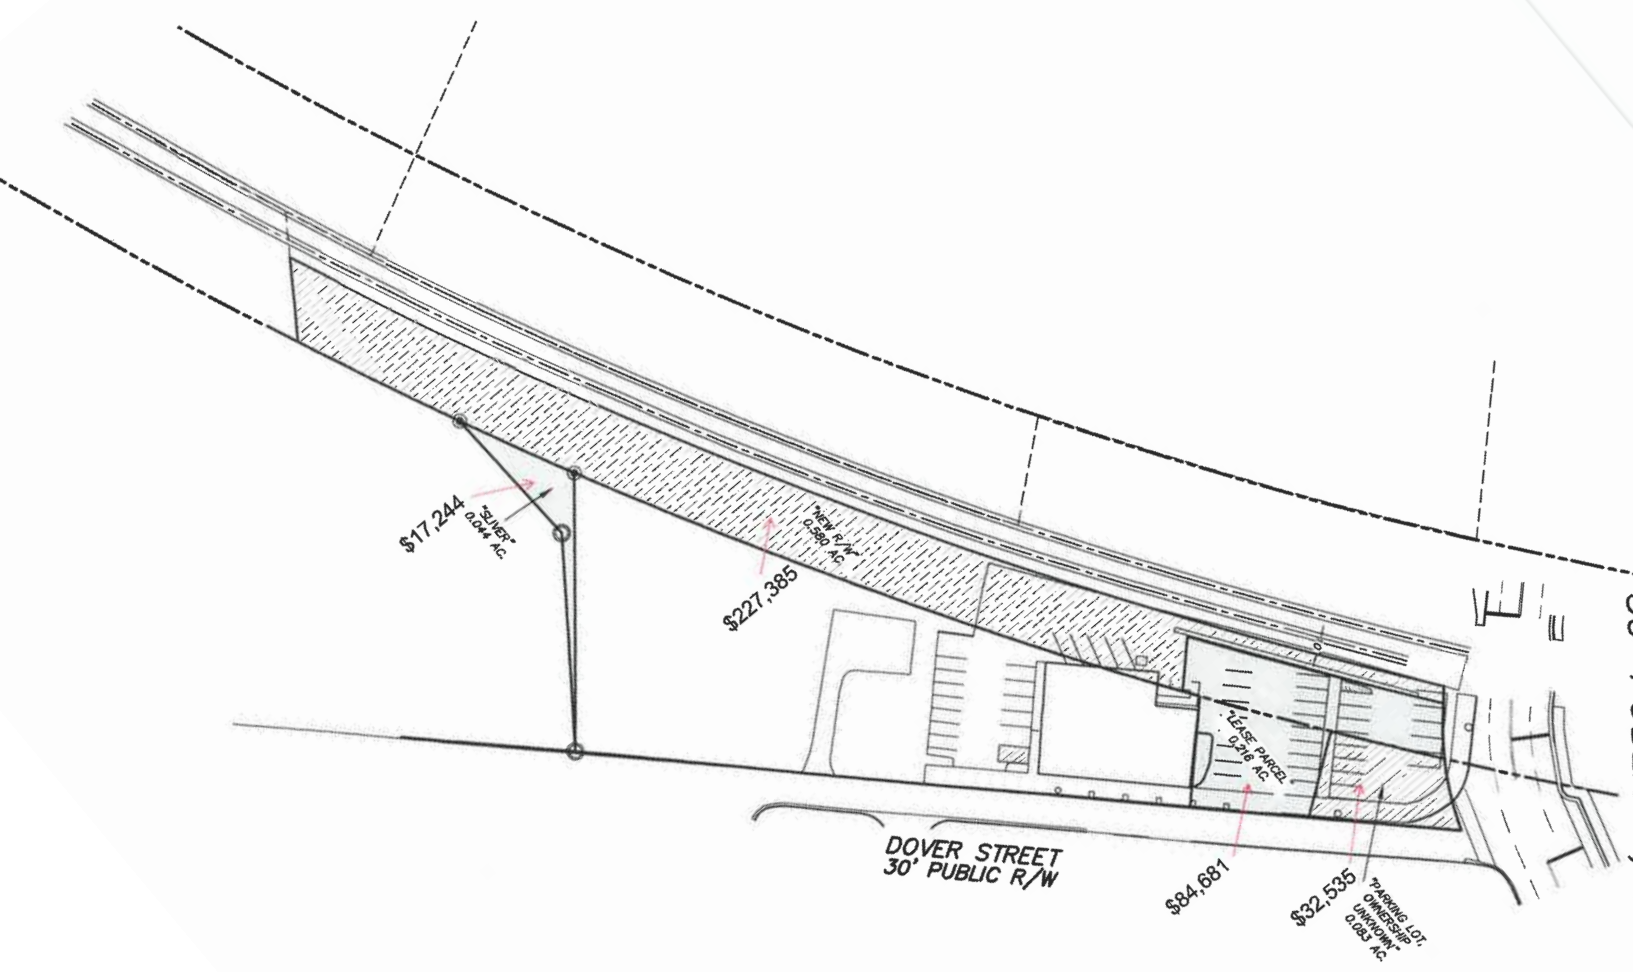 $17,244
"SLIVER"
0.044 AC.
"NEW R/W"
0.580 AC.
$227,385
"LEASE PARCEL
0.216 AC.
DOVER STREET
30' PUBLIC R/W
$84,681
$32,535
"PARKING LOT,
OWNERSHIP
UNKNOWN"
0.083 AC.